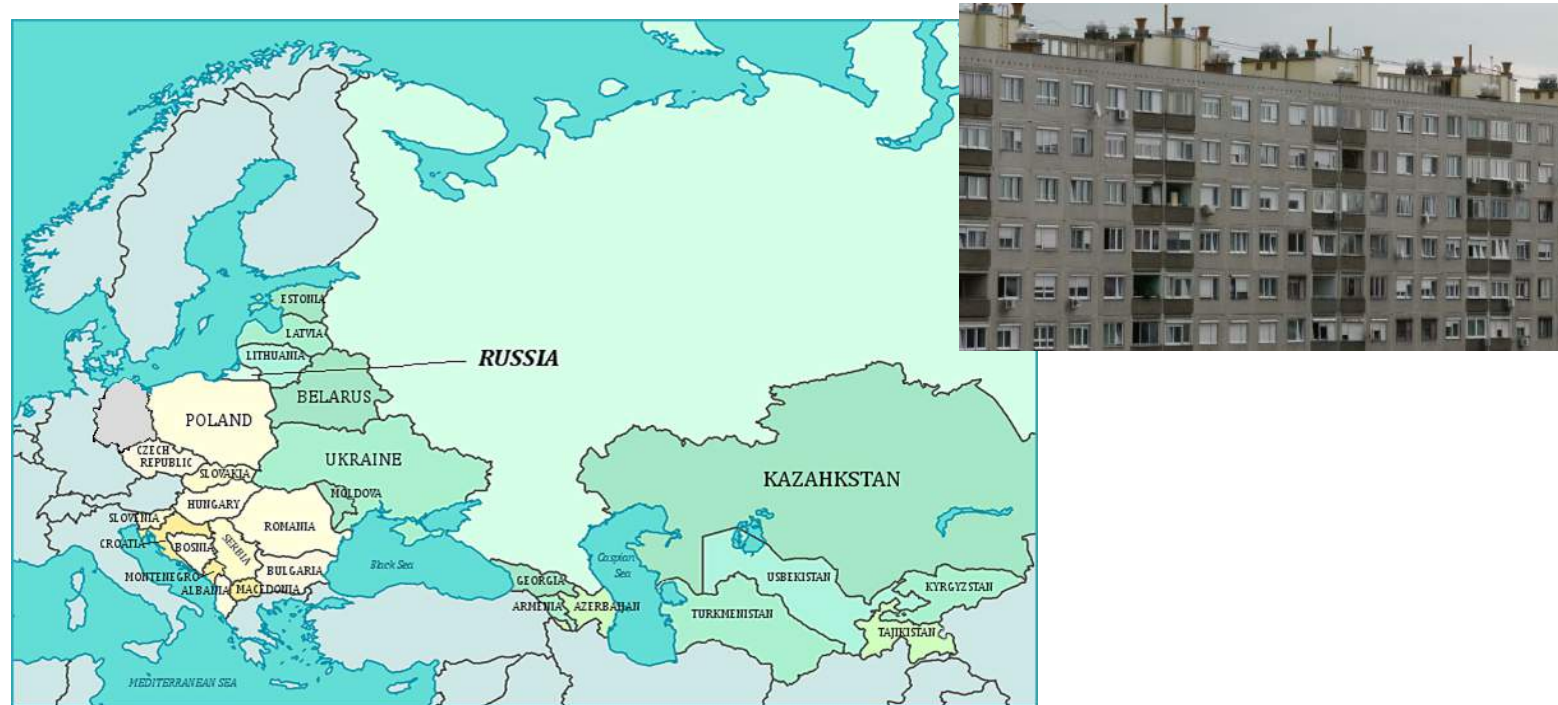 ESTONIA
LATVIA
LITHUANIA
RUSSIA
BELARUS
POLAND
CZECH
REPUBLIC
UKRAINE
SLOVAKIA
KAZAHKSTAN
MOLDOVA
HUNGARY
SLOVENIA
ROMANIA
CROATIA
BOSNIA
SERBIA
Black Sea
Caspian
Sea
BULGARIA
MONTENEGRO
ALBANIA
MACEDONIA
GEORGIA
USBEKISTAN
KYRGYZSTAN
ARMENIA
AZERBAIJAN
TURKMENISTAN
TAJIKISTAN
MEDITERRANEAN SEA